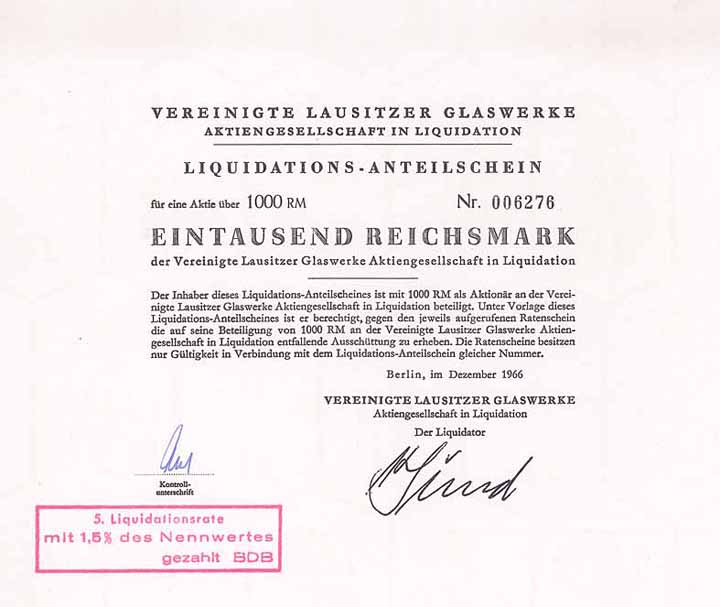 VEREINIGTE LAUSITZER GLASWERKE
AKTIENGESELLSCHAFT IN LIQUIDATION
LIQUIDATIONS-ANTEILSCHEIN
für eine Aktie über 1000 RM Nr. 006276
EINTAUSEND REICHSMARK
der Vereinigte Lausitzer Glaswerke Aktiengesellschaft in Liquidation
Der Inhaber dieses Liquidations-Anteilscheines ist mit 1000 RM als Aktionär an der Verei-
nigte Lausitzer Glaswerke Aktiengesellschaft in Liquidation beteiligt. Unter Vorlage dieses
Liquidations-Anteilscheines ist er berechtigt, gegen den jeweils aufgerufenen Ratenschein
die auf seine Beteiligung von 1000 RM an der Vereinigte Lausitzer Glaswerke Aktien-
gesellschaft in Liquidation entfallende Ausschüttung zu erheben. Die Ratenscheine besitzen
nur Gültigkeit in Verbindung mit dem Liquidations-Anteilschein gleicher Nummer.
Berlin, im Dezember 1966
VEREINIGTE LAUSITZER GLASWERKE
Aktiengesellschaft in Liquidation
Der Liquidator
Kontroll-
unterschrift
5. Liquidationsrate
mit 1,5% des Nennwertes
gezahlt BDB